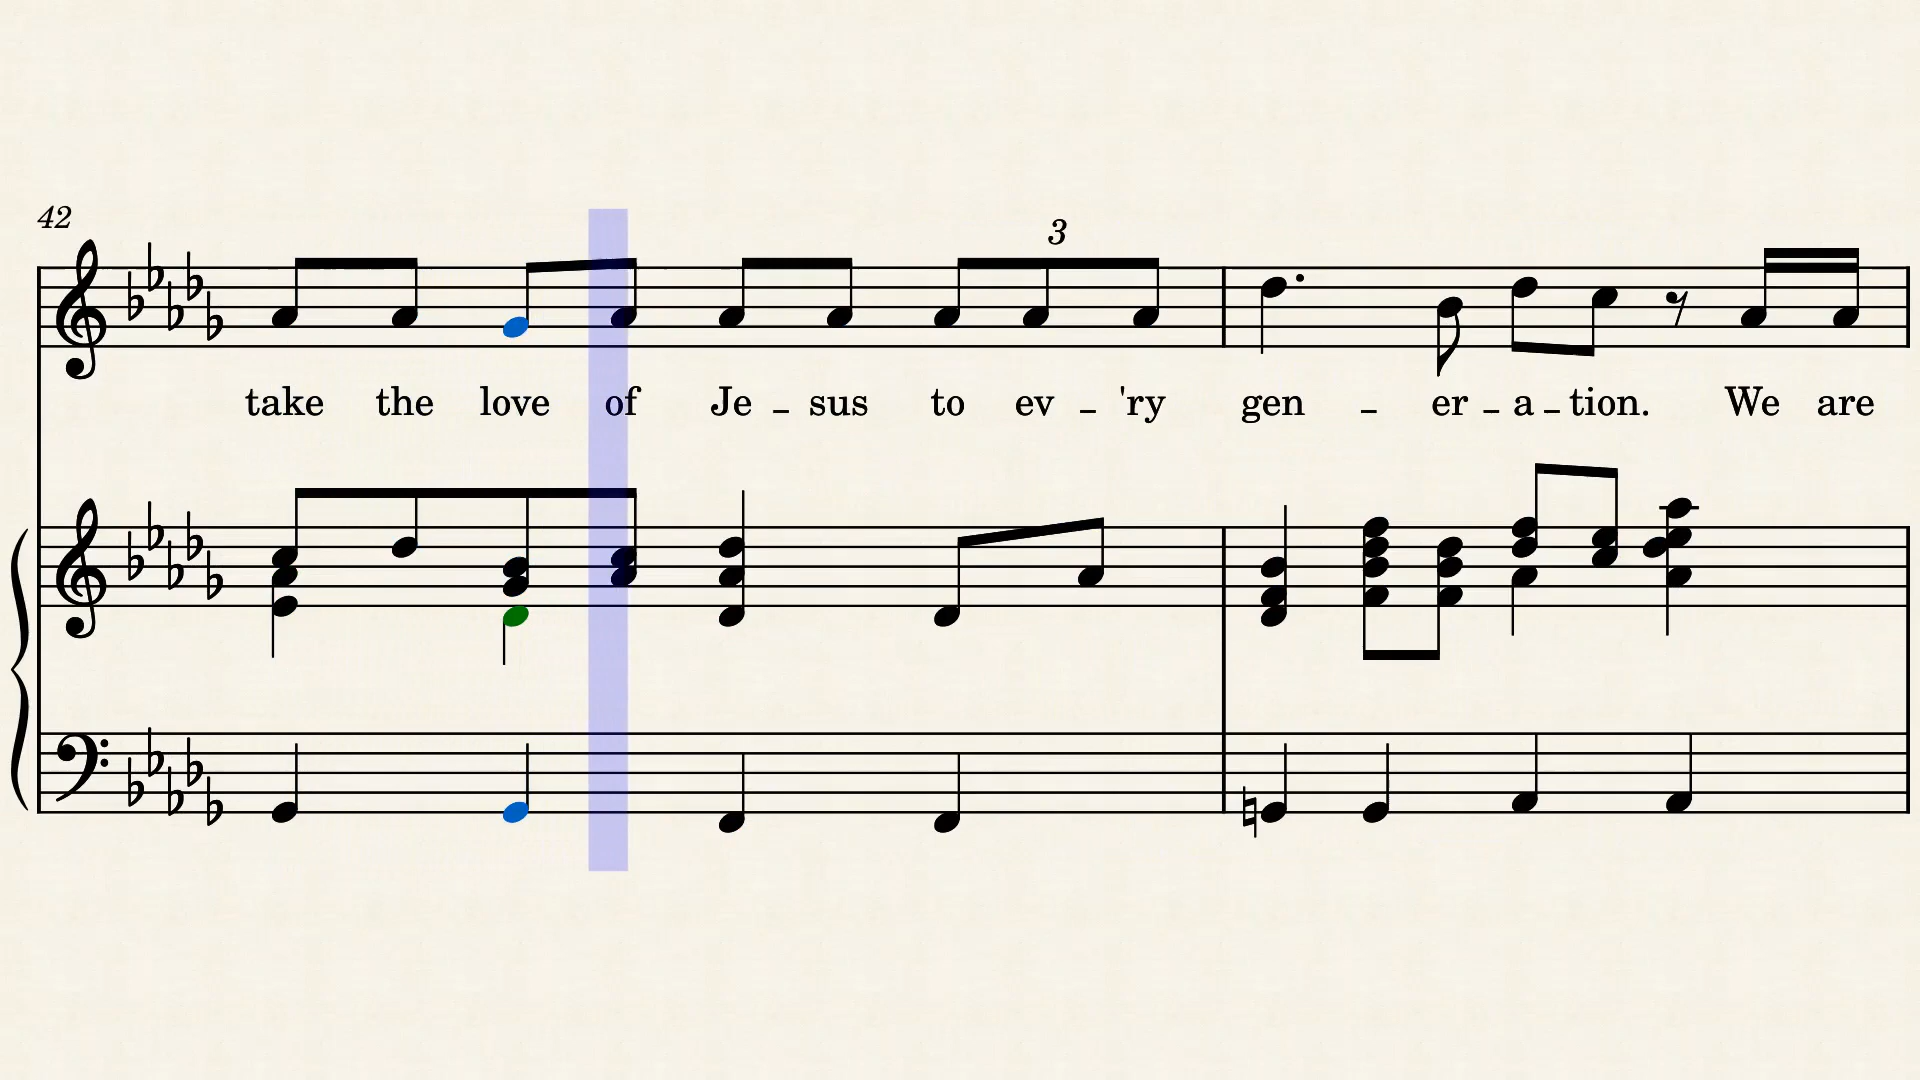 42
3
take the love of Je - sus to ev - 'ry gen - er - a - tion. We are